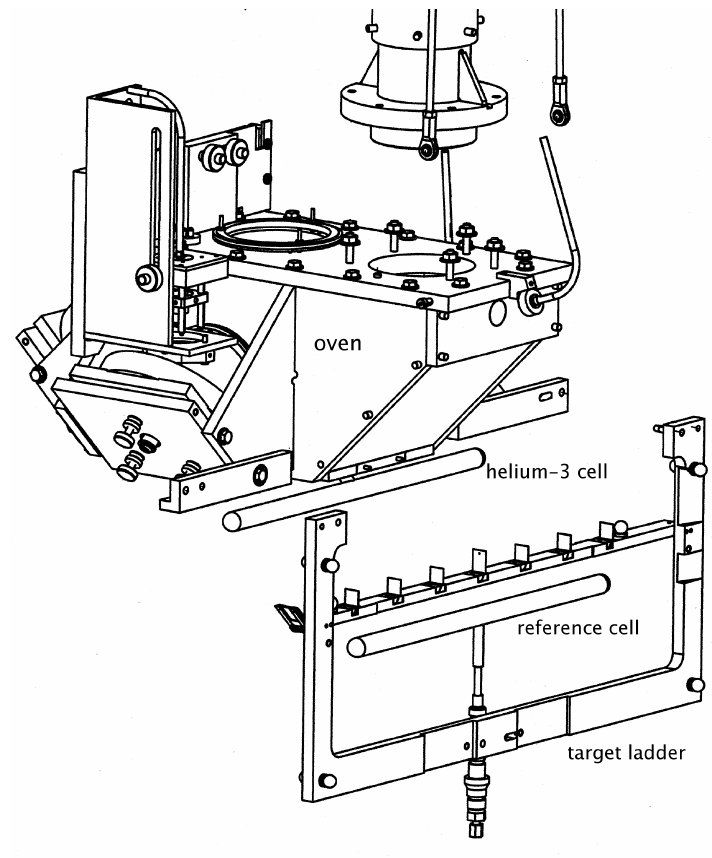 oven
helium-3 cell
reference cell
target ladder